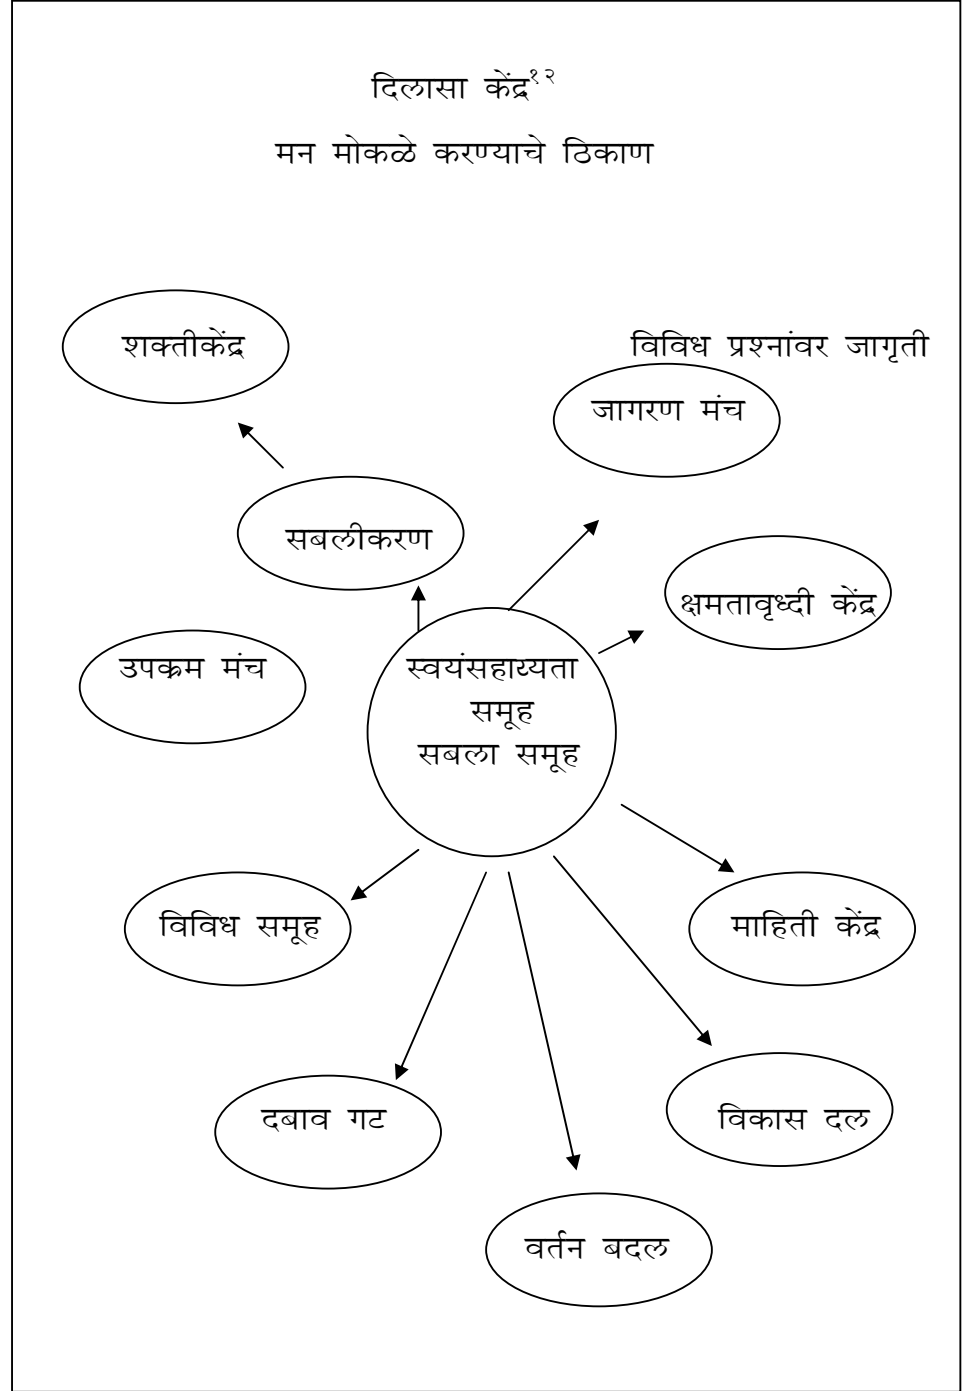 दिलासा केंद्र१२
मन मोकळे करण्याचे ठिकाण
शक्तीकेंद्र
विविध प्रश्नांवर जागृती
जागरण मंच
सबलीकरण
क्षमतावृध्दी केंद्र
उपक्रम मंच
स्वयंसहाय्यता
समूह
सबला समूह
विविध समूह
माहिती केंद्र
दबाव गट
विकास दल
वर्तन बदल